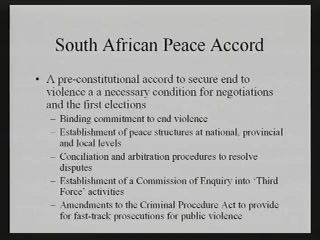 South African Peace Accord
• A pre-constitutional accord to secure end to
violence a a necessary condition for negotiations
and the first elections
– Binding commitment to end violence
– Establishment of peace structures at national, provincial
and local levels
– Conciliation and arbitration procedures to resolve
disputes
– Establishment of a Commission of Enquiry into ‘Third
Force’ activities
– Amendments to the Criminal Procedure Act to provide
for fast-track prosecutions for public violence